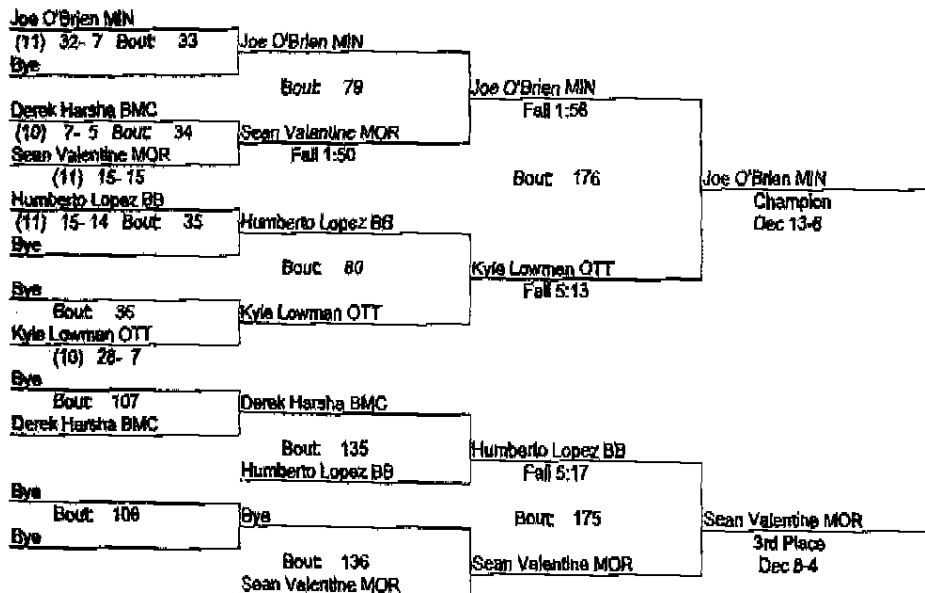 Joe O'Brien MIN
(11) 32- 7 Bout: 33
Bye
Joe O'Brien MIN
Bout: 79
Derek Harsha BMC
(10) 7- 5 Bout: 34
Sean Valentine MOR
(11) 15- 15
Sean Valentine MOR
Fall 1:50
Joe O'Brien MIN
Fall 1:56
Bout: 176
Humberto Lopez BB
(11) 15- 14 Bout: 35
Bye
Humberto Lopez BB
Bout: 80
Bye
Bout: 36
Kyle Lowman OTT
(10) 28- 7
Kyle Lowman OTT
Kyle Lowman OTT
Fall 5:13
Joe O'Brien MIN
Champion
Dec 13-6
Bye
Bout: 107
Derek Harsha BMC
Derek Harsha BMC
Bout: 135
Humberto Lopez BB
Humberto Lopez BB
Fall 5:17
Bout: 175
Bye
Bout: 108
Bye
Bye
Bout: 136
Sean Valentine MOR
Sean Valentine MOR
Sean Valentine MOR
3rd Place
Dec 8-4